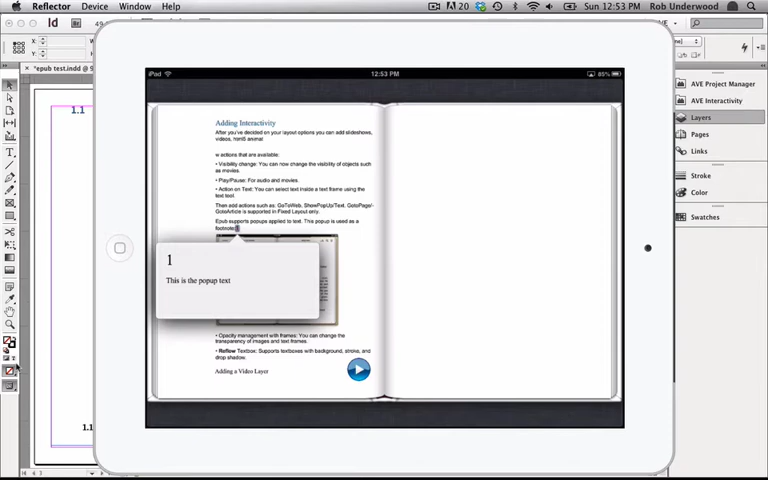 Reflector Device Window Help
20
Sun 12:53 PM Rob Underwood
Id Br
X:
Y:
*epub test.indd @ 9
1.1
1.1
AVE Project Manager
AVE Interactivity
Layers
Pages
Links
Stroke
Color
Swatches
iPad 12:53 PM 85%
Adding Interactivity
After you've decided on your layout options you can add slideshows,
videos, html5 animat
w actions that are available:
• Visibility change: You can now change the visibility of objects such
as movies.
• Play/Pause: For audio and movies.
• Action on Text: You can select text inside a text frame using the
text tool.
Then add actions such as: GoToWeb, ShowPopUp/Text. GotoPage/-
GotoArticle is supported in Fixed Layout only.
Epub supports popups applied to text. This popup is used as a
footnote
1
This is the popup text
• Opacity management with frames: You can change the
transparency of images and text frames.
• Reflow Textbox: Supports textboxes with background, stroke, and
drop shadow.
Adding a Video Layer